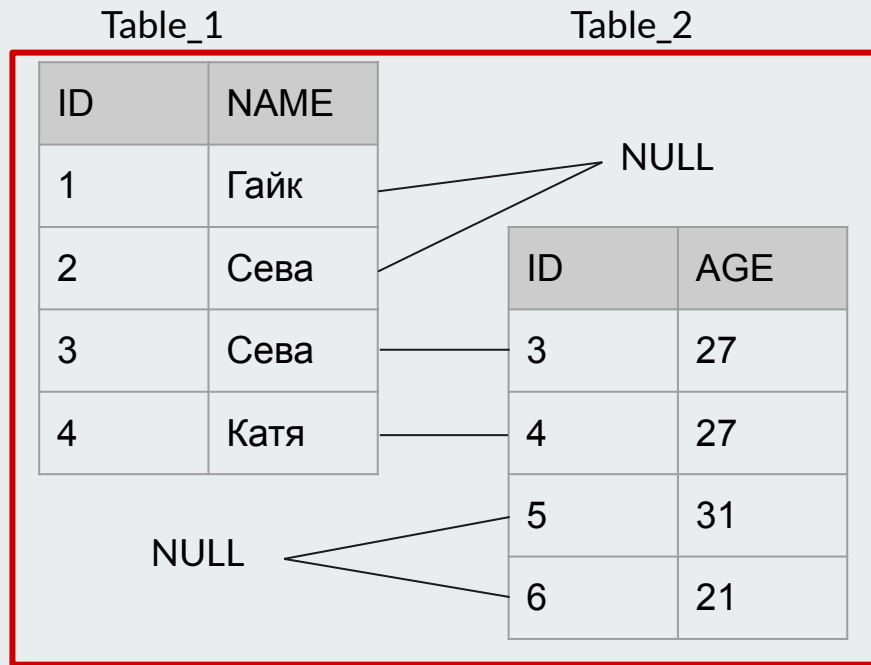 Table_1 Table_2
ID NAME
1 Гайк NULL
2 Сева ID AGE
3 Сева 3 27
4 Катя 4 27
NULL 5 31
6 21